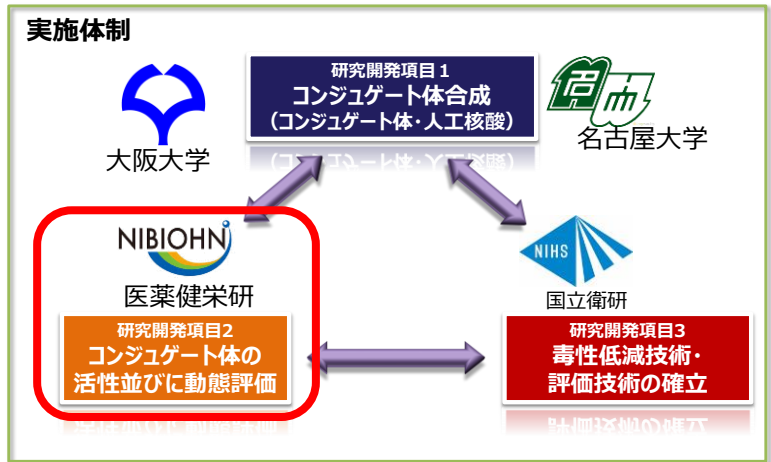 実施体制
研究開発項目1
コンジュゲート体合成
(コンジュゲート体・人工核酸)
大阪大学
名古屋大学
NIBIOHN
医薬健栄研
NIHS
国立衛研
研究開発項目2
コンジュゲート体の
活性並びに動態評価
研究開発項目3
毒性低減技術・
評価技術の確立